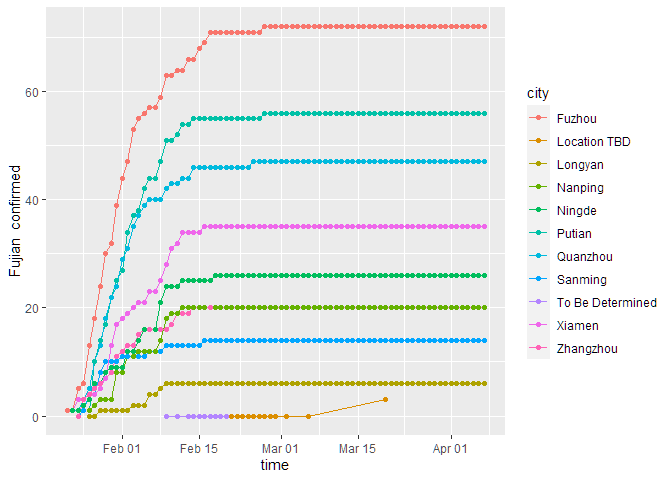 Fujian confirmed
60
40
20
0
Feb 01
Feb 15
Mar 01
Mar 15
Apr 01
time
city
Fuzhou
Location TBD
Longyan
Nanping
Ningde
Putian
Quanzhou
Sanming
To Be Determined
Xiamen
Zhangzhou